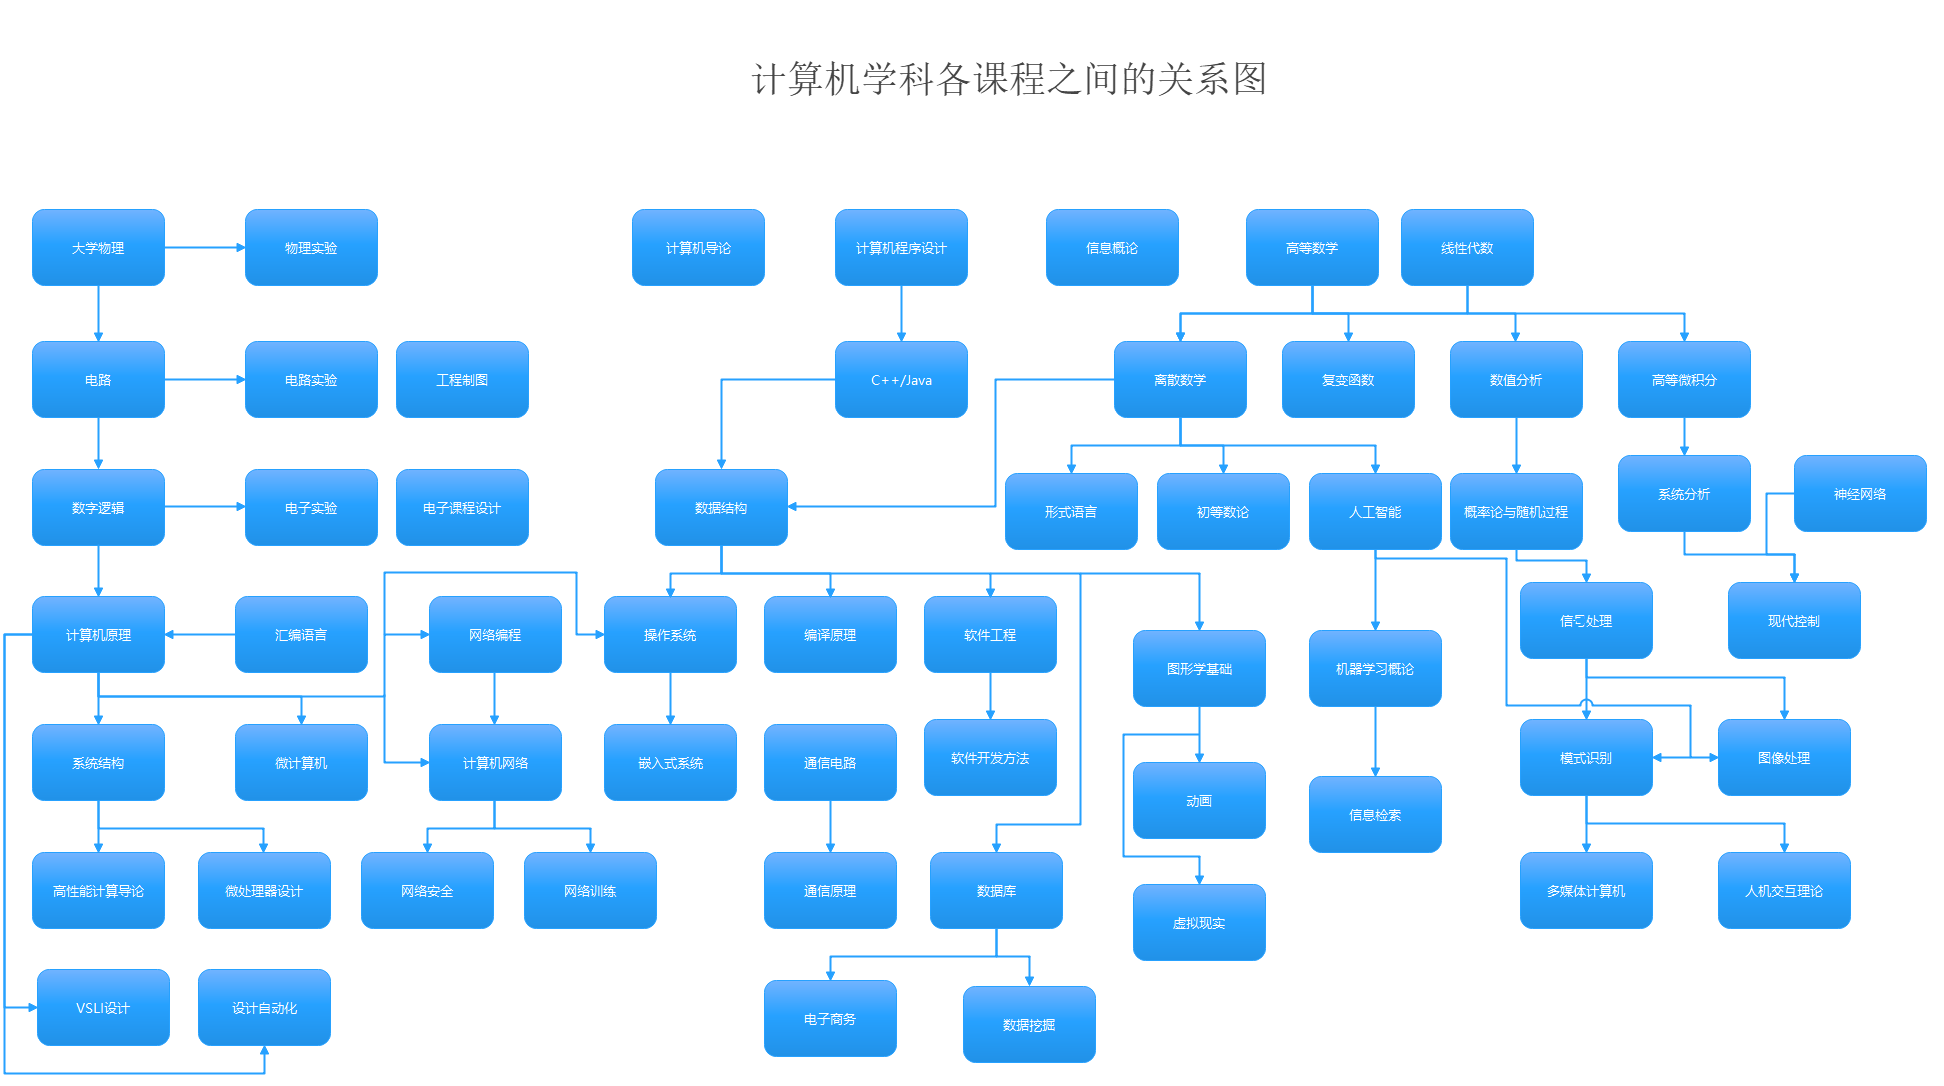 计算机学科各课程之间的关系图
大学物理
物理实验
计算机导论
计算机程序设计
信息概论
高等数学
线性代数
电路
电路实验
工程制图
C++/Java
离散数学
复变函数
数值分析
高等微积分
数字逻辑
电子实验
电子课程设计
数据结构
形式语言
初等数论
人工智能
概率论与随机过程
系统分析
神经网络
计算机原理
汇编语言
网络编程
操作系统
编译原理
软件工程
图形学基础
机器学习概论
信号处理
现代控制
系统结构
微计算机
计算机网络
嵌入式系统
通信电路
软件开发方法
动画
信息检索
模式识别
图像处理
高性能计算导论
微处理器设计
网络安全
网络训练
通信原理
数据库
虚拟现实
多媒体计算机
人机交互理论
VSLI设计
设计自动化
电子商务
数据挖掘